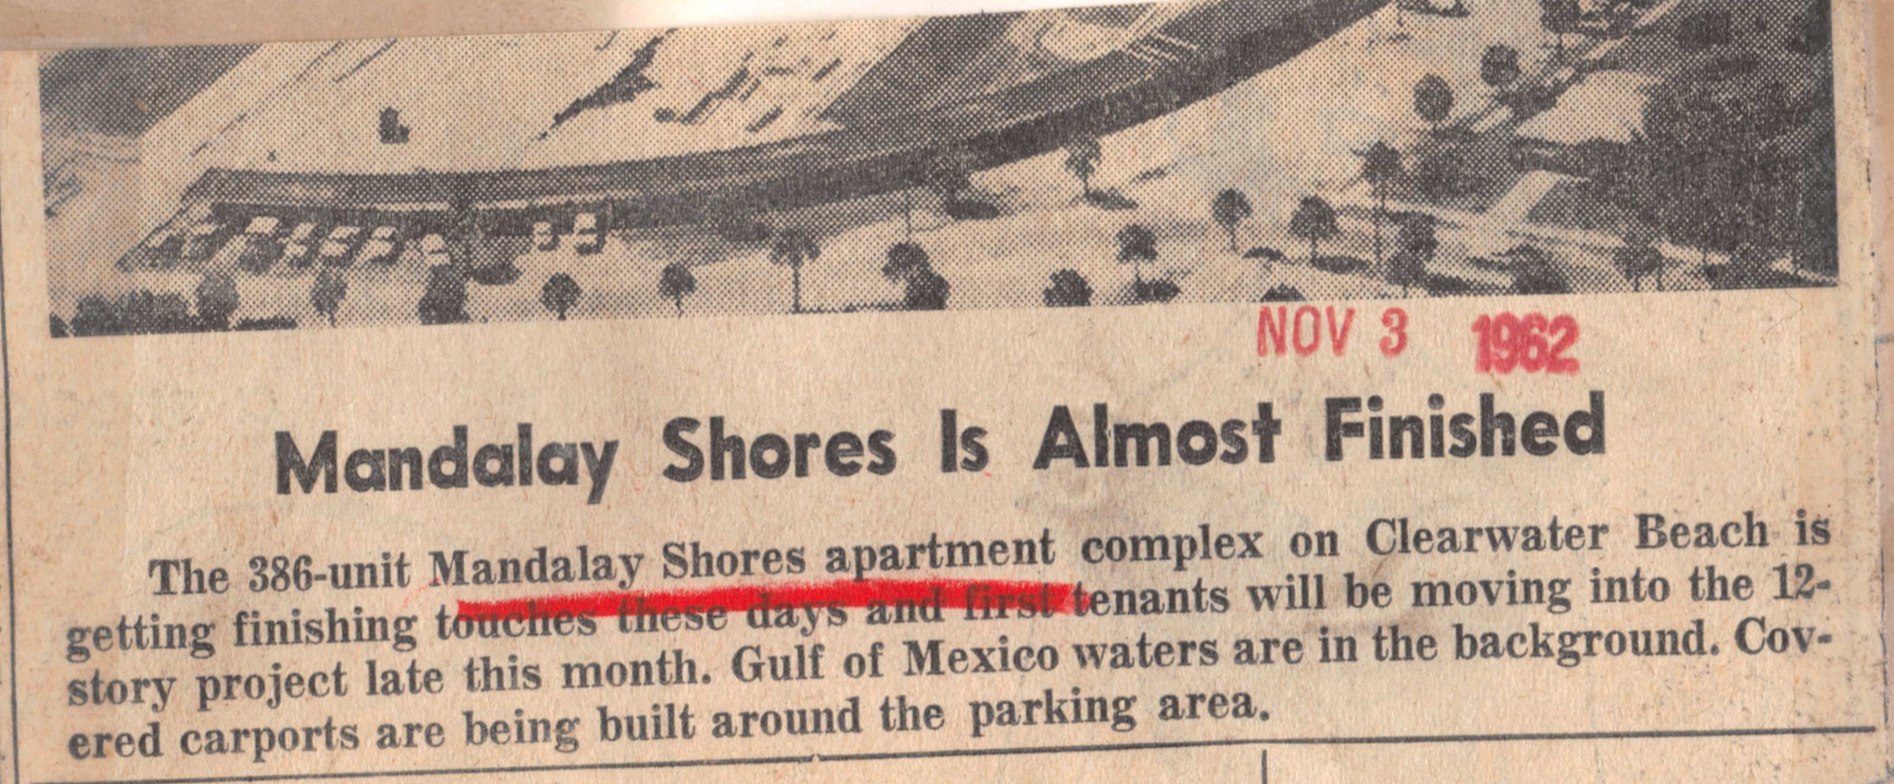 NOV 3 1962
Mandalay Shores Is Almost Finished
The 386-unit Mandalay Shores apartment complex on Clearwater Beach is
getting finishing touches these days and first tenants will be moving into the 12-
story project late this month. Gulf of Mexico waters are in the background. Cov-
ered carports are being built around the parking area.